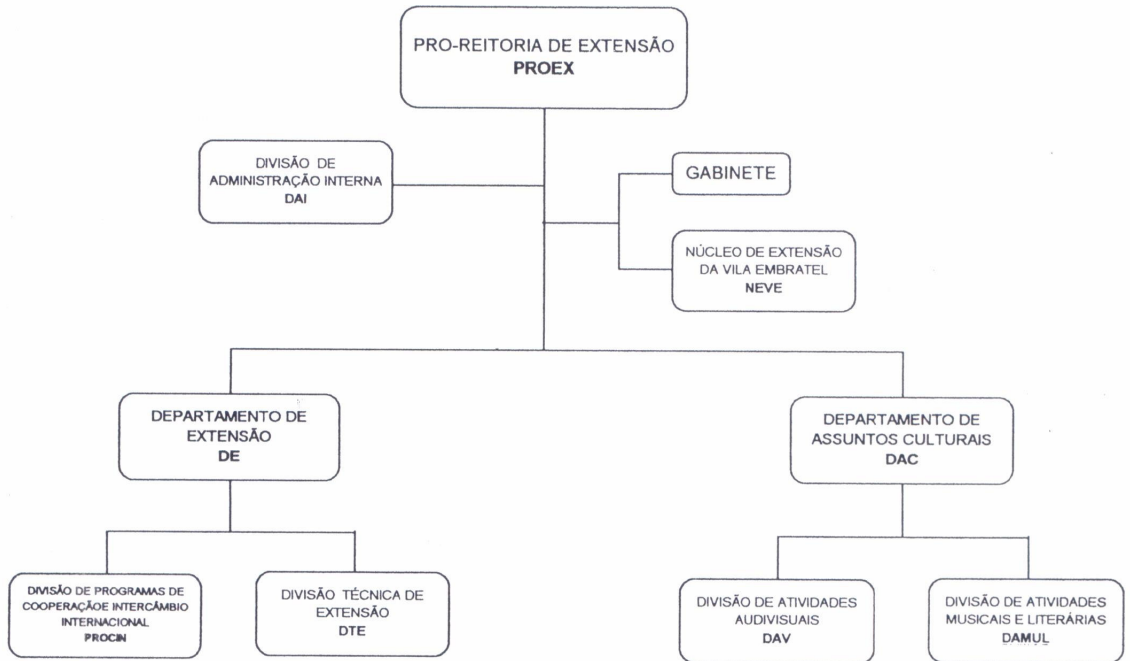 PRO-REITORIA DE EXTENSÃO
PROEX
DIVISÃO DE
ADMINISTRAÇÃO INTERNA
DAI
GABINETE
NÚCLEO DE EXTENSÃO
DA VILA EMBRATEL
NEVE
DEPARTAMENTO DE
EXTENSÃO
DE
DEPARTAMENTO DE
ASSUNTOS CULTURAIS
DAC
DIVISÃO DE PROGRAMAS DE
COOPERAÇÃOE INTERCÂMBIO
INTERNACIONAL
PROCIN
DIVISÃO TÉCNICA DE
EXTENSÃO
DTE
DIVISÃO DE ATIVIDADES
AUDIVISUAIS
DAV
DIVISÃO DE ATIVIDADES
MUSICAIS E LITERÁRIAS
DAMUL